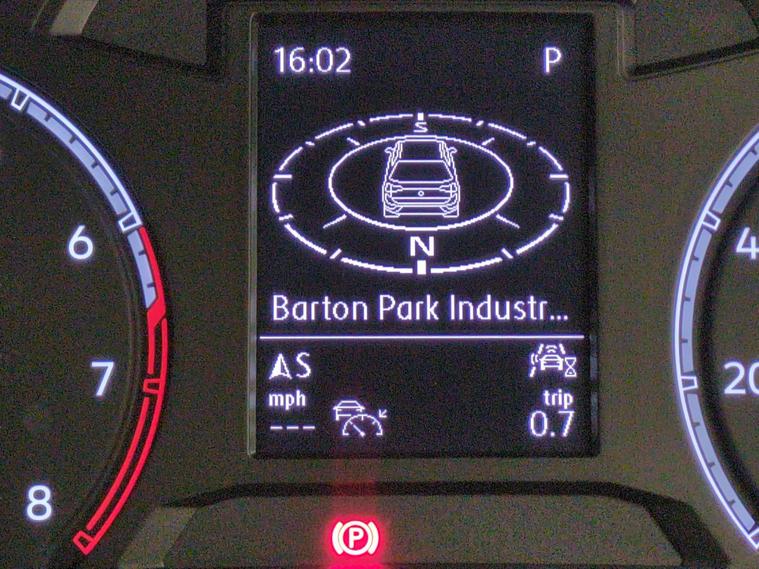 16:02 P
S
N
Barton Park Industr...
S
mph trip
--- 0.7
6
7
8
4
20
P